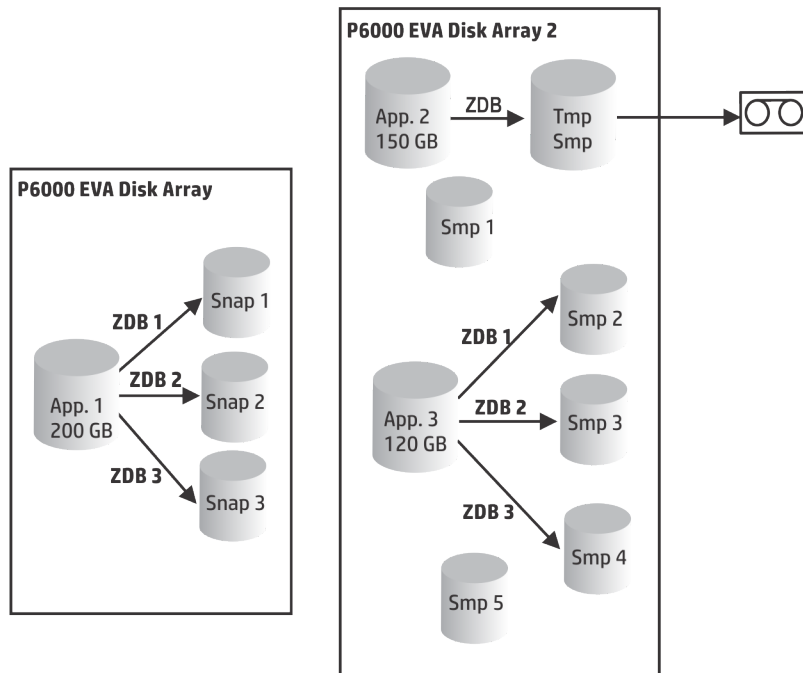 P6000 EVA Disk Array 2
App. 2
150 GB
ZDB
Tmp
Smp
Smp 1
P6000 EVA Disk Array
Snap 1
ZDB 1
App. 1
200 GB
ZDB 2
Snap 2
ZDB 3
Snap 3
Smp 2
ZDB 1
App. 3
120 GB
ZDB 2
Smp 3
ZDB 3
Smp 4
Smp 5